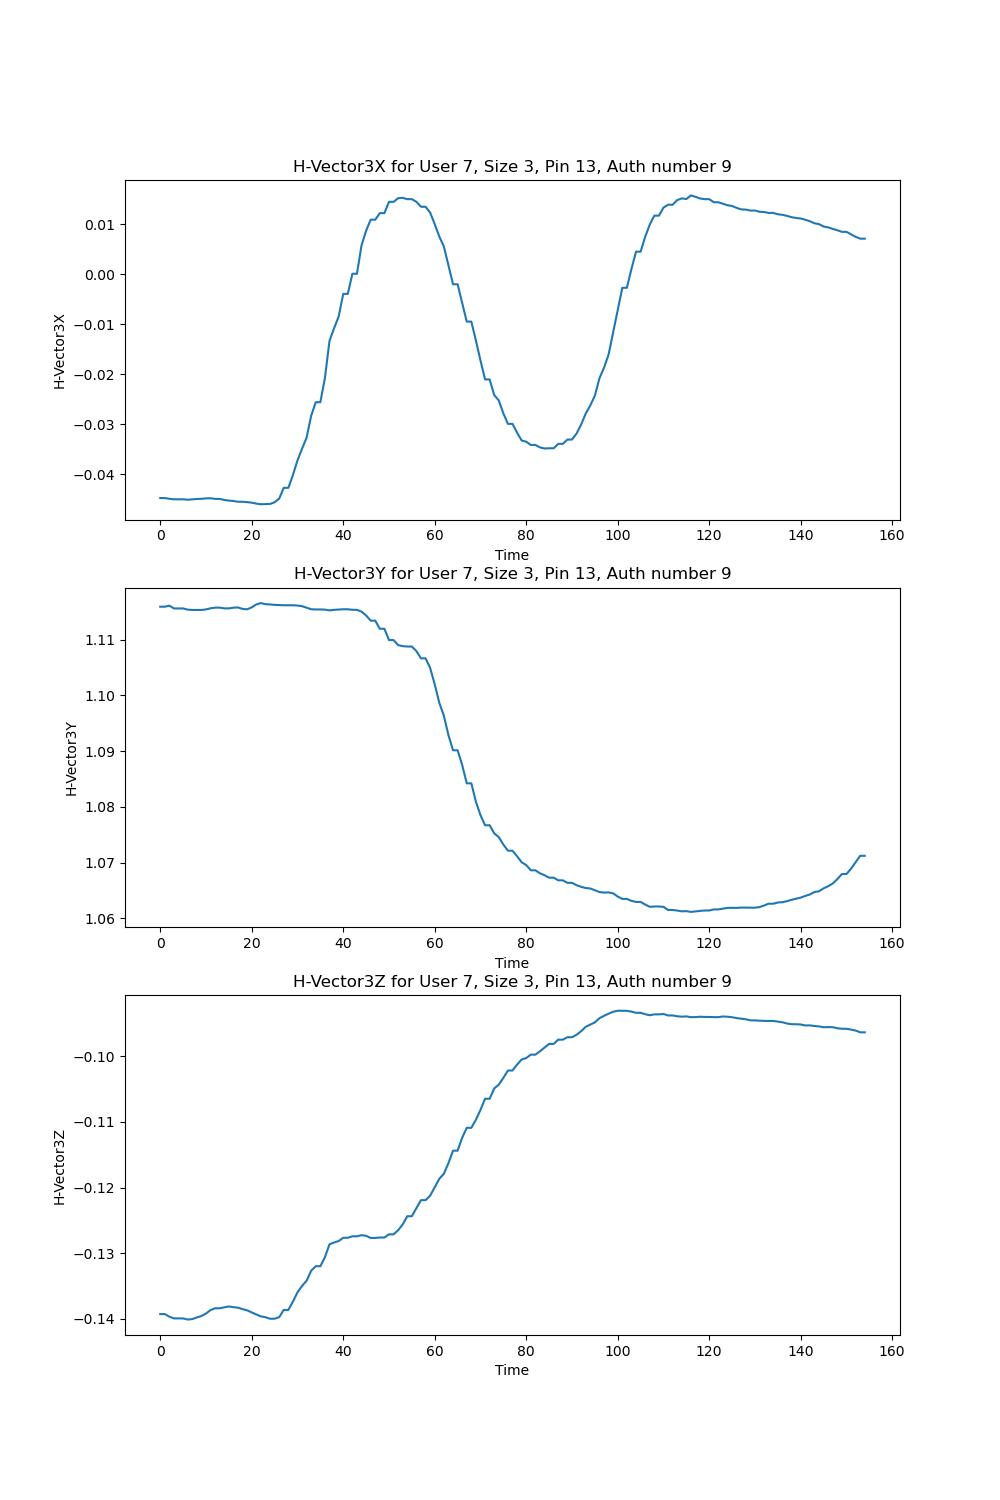 H-Vector3X for User 7, Size 3, Pin 13, Auth number 9
H-Vector3X
0.01
0.00
−0.01
−0.02
−0.03
−0.04
0 20 40 60 80 100 120 140 160
Time
H-Vector3Y for User 7, Size 3, Pin 13, Auth number 9
H-Vector3Y
1.11
1.10
1.09
1.08
1.07
1.06
0 20 40 60 80 100 120 140 160
Time
H-Vector3Z for User 7, Size 3, Pin 13, Auth number 9
H-Vector3Z
−0.10
−0.11
−0.12
−0.13
−0.14
0 20 40 60 80 100 120 140 160
Time